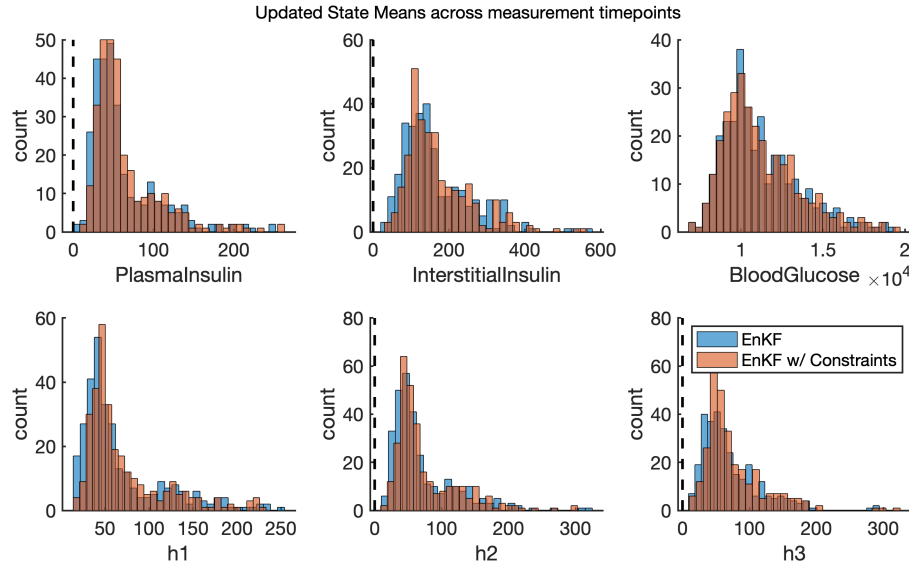 Updated State Means across measurement timepoints
50
40
30
20
10
0
count
0 100 200
PlasmaInsulin
60
40
20
0
count
0 200 400 600
InterstitialInsulin
40
30
20
10
0
count
1 1.5 2
BloodGlucose ×10⁴
60
40
20
0
count
50 100 150 200 250
h1
80
60
40
20
0
count
0 100 200 300
h2
80
60
40
20
0
count
EnKF
EnKF w/ Constraints
0 100 200 300
h3